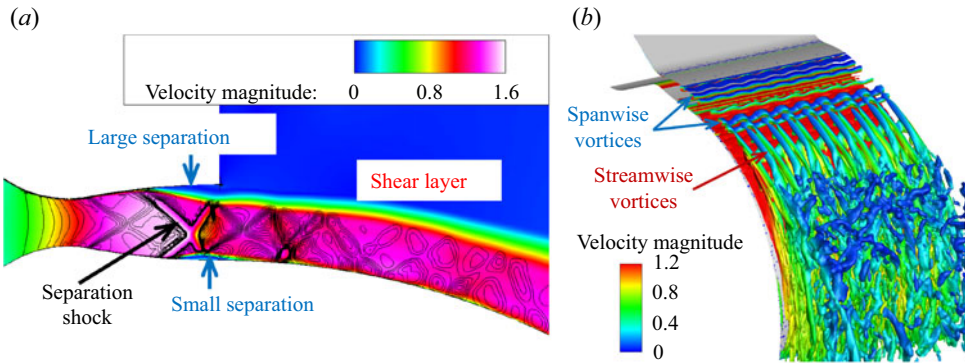 (a)
Velocity magnitude: 0 0.8 1.6
Large separation
Shear layer
Separation
shock
Small separation
(b)
Spanwise
vortices
Streamwise
vortices
Velocity magnitude
1.2
0.8
0.4
0